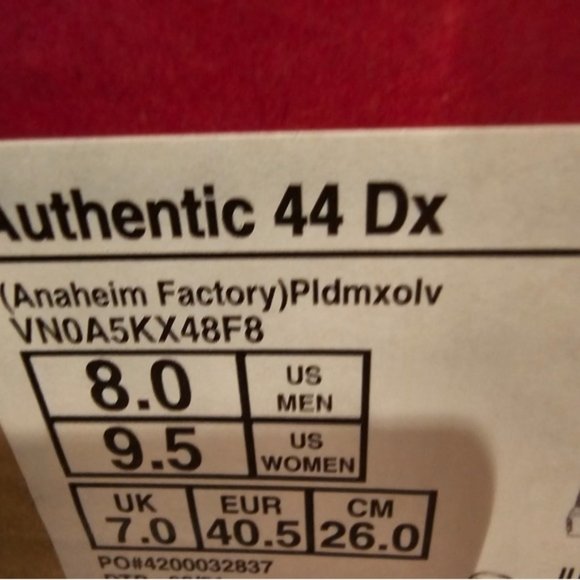 Authentic 44 Dx
(Anaheim Factory)Pldmxolv
VN0A5KX48F8
8.0 US MEN
9.5 US WOMEN
UK EUR CM
7.0 40.5 26.0
PO#4200032837